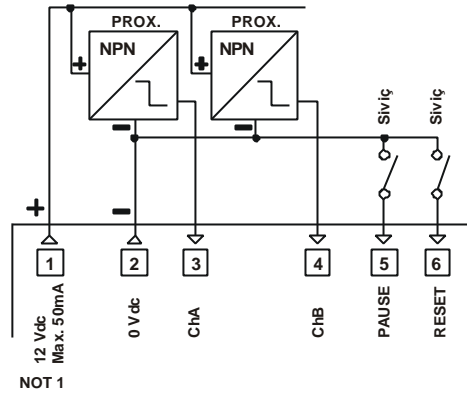 PROX.
PROX.
NPN
NPN
+
+
Siviç
Siviç
+
1
2
3
4
5
6
12 Vdc
Max. 50mA
0 Vdc
ChA
ChB
PAUSE
RESET
NOT 1